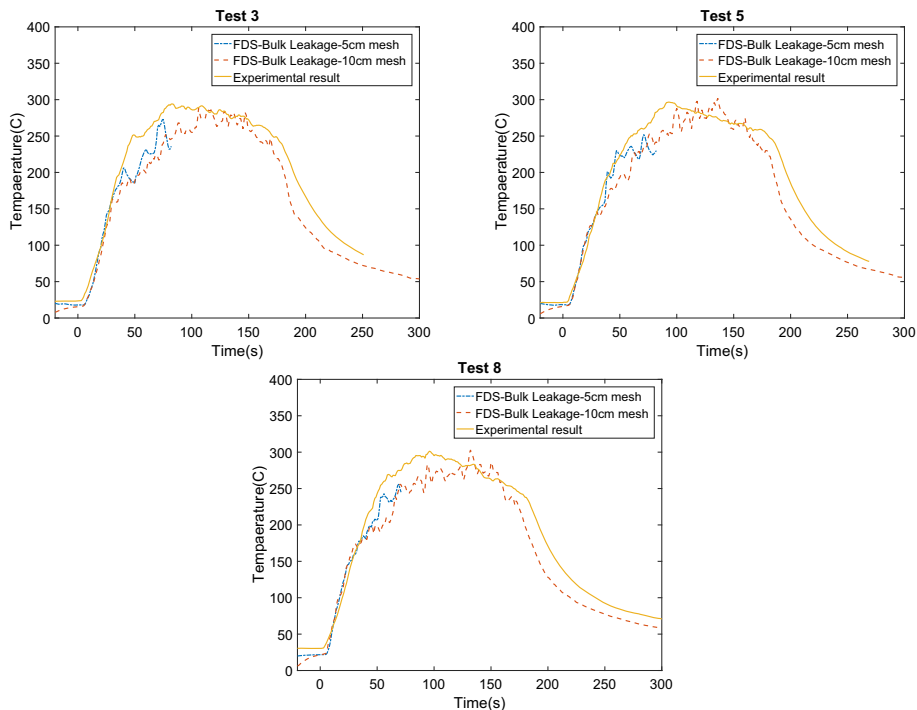 Test 3
400
350
300
250
200
150
100
50
0
Tempaerature(C)
0 50 100 150 200 250 300
Time(s)
FDS-Bulk Leakage-5cm mesh
FDS-Bulk Leakage-10cm mesh
Experimental result
Test 5
400
350
300
250
200
150
100
50
0
Tempaerature(C)
0 50 100 150 200 250 300
Time(s)
FDS-Bulk Leakage-5cm mesh
FDS-Bulk Leakage-10cm mesh
Experimental result
Test 8
400
350
300
250
200
150
100
50
0
Tempaerature(C)
0 50 100 150 200 250 300
Time(s)
FDS-Bulk Leakage-5cm mesh
FDS-Bulk Leakage-10cm mesh
Experimental result